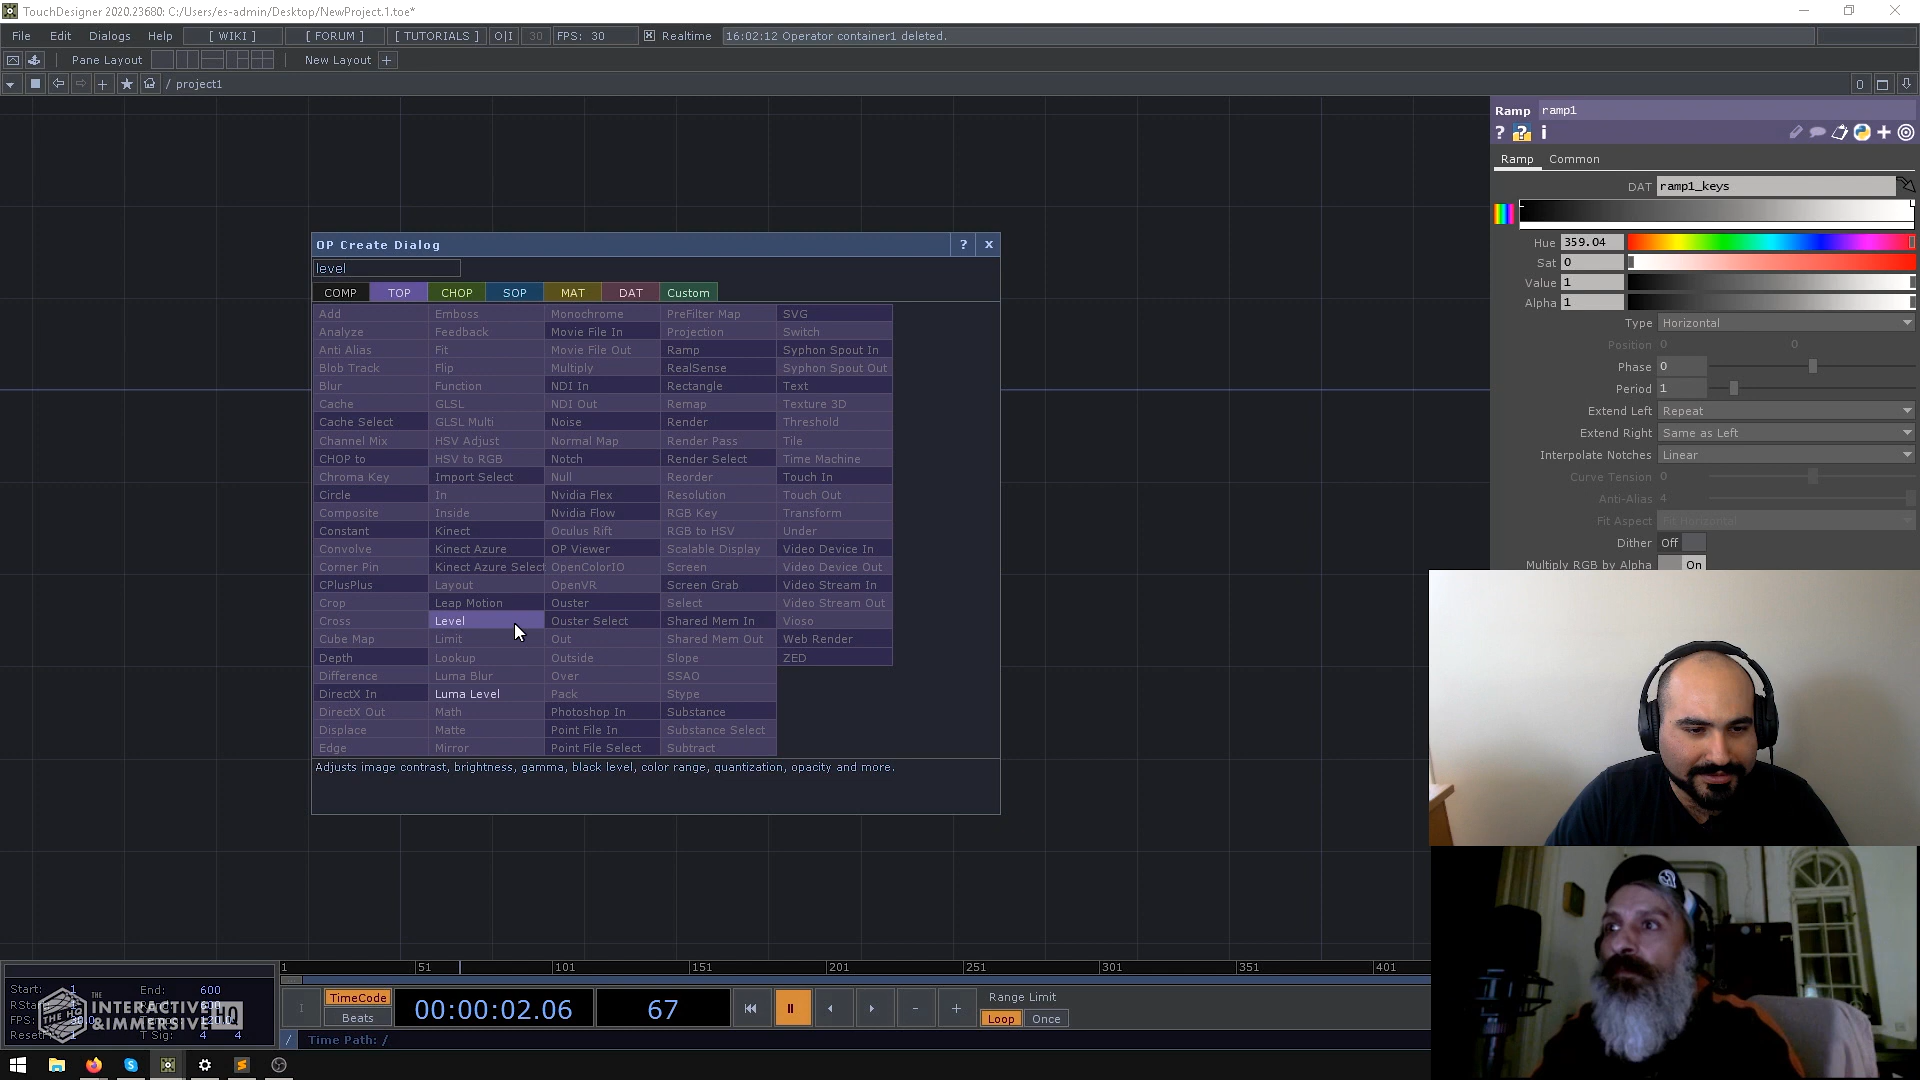 TouchDesigner 2020.23680: C:/Users/es-admin/Desktop/NewProject.1.toe*
File Edit Dialogs Help [ WIKI ] [ FORUM ] [ TUTORIALS ] O|I 30 FPS: 30 Realtime 16:02:12 Operator container1 deleted.
Pane Layout New Layout +
/ project1 0
Ramp ramp1
? ? i
Ramp Common
DAT ramp1_keys
Hue 359.04
Sat 0
Value 1
Alpha 1
Type Horizontal
Position 0 0
Phase 0
Period 1
Extend Left Repeat
Extend Right Same as Left
Interpolate Notches Linear
Curve Tension 0
Anti-Alias 4
Fit Aspect Fit Horizontal
Dither Off
Multiply RGB by Alpha On
OP Create Dialog ? x
level
COMP TOP CHOP SOP MAT DAT Custom
Add Emboss Monochrome PreFilter Map SVG
Analyze Feedback Movie File In Projection Switch
Anti Alias Fit Movie File Out Ramp Syphon Spout In
Blob Track Flip Multiply RealSense Syphon Spout Out
Blur Function NDI In Rectangle Text
Cache GLSL NDI Out Remap Texture 3D
Cache Select GLSL Multi Noise Render Threshold
Channel Mix HSV Adjust Normal Map Render Pass Tile
CHOP to HSV to RGB Notch Render Select Time Machine
Chroma Key Import Select Null Reorder Touch In
Circle In Nvidia Flex Resolution Touch Out
Composite Inside Nvidia Flow RGB Key Transform
Constant Kinect Oculus Rift RGB to HSV Under
Convolve Kinect Azure OP Viewer Scalable Display Video Device In
Corner Pin Kinect Azure Select OpenColorIO Screen Video Device Out
CPlusPlus Layout OpenVR Screen Grab Video Stream In
Crop Leap Motion Ouster Select Video Stream Out
Cross Level Ouster Select Shared Mem In Vioso
Cube Map Limit Out Shared Mem Out Web Render
Depth Lookup Outside Slope ZED
Difference Luma Blur Over SSAO
DirectX In Luma Level Pack Stype
DirectX Out Math Photoshop In Substance
Displace Matte Point File In Substance Select
Edge Mirror Point File Select Subtract
Adjusts image contrast, brightness, gamma, black level, color range, quantization, opacity and more.
1 51 101 151 201 251 301 351 401
Start: 1 End: 600
FPS:
T Sig: 4 4
THE INTERACTIVE & IMMERSIVE HQ
TimeCode
Beats
00:00:02.06
67
Range Limit
Loop Once
/ Time Path: /